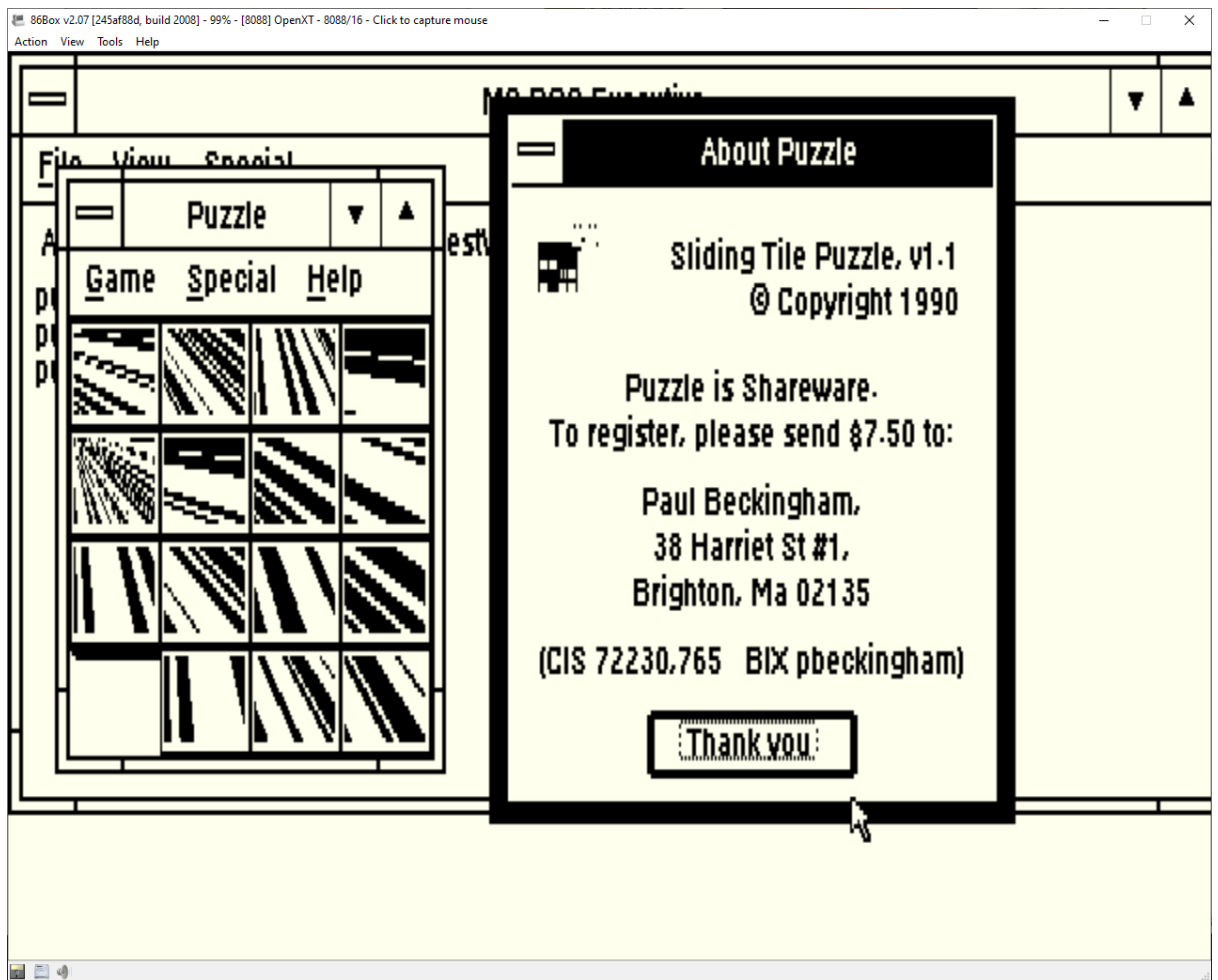 86Box v2.07 [245af88d, build 2008] - 99% - [8088] OpenXT - 8088/16 - Click to capture mouse
Action View Tools Help
File View Special
Puzzle
Game Special Help
About Puzzle
Sliding Tile Puzzle, v1.1
© Copyright 1990
Puzzle is Shareware.
To register, please send $7.50 to:
Paul Beckingham,
38 Harriet St #1,
Brighton, Ma 02135
(CIS 72230,765 BIX pbeckingham)
Thank you